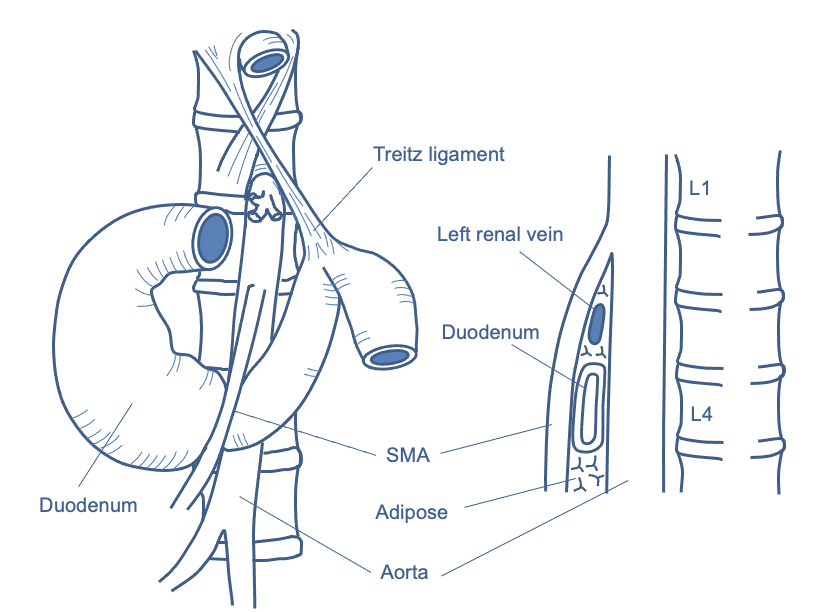 Treitz ligament
L1
Left renal vein
Duodenum
L4
SMA
Duodenum
Adipose
Aorta